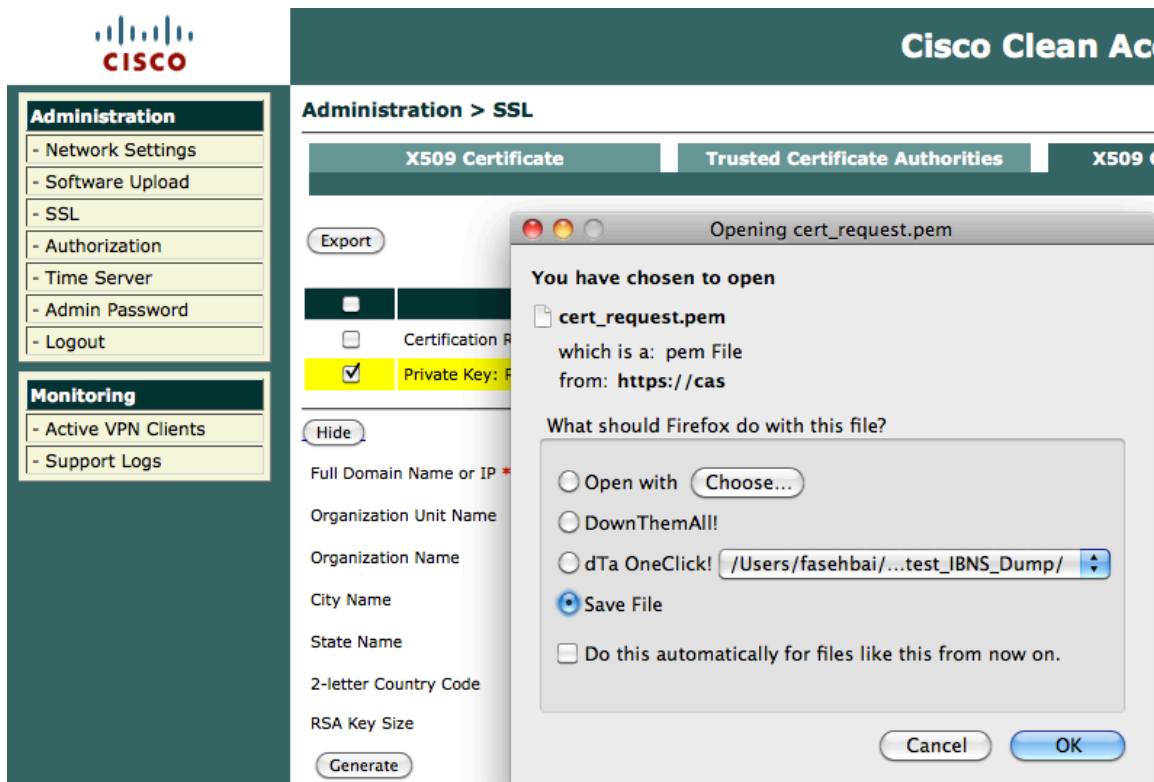 CISCO
Cisco Clean Acc
Administration
- Network Settings
- Software Upload
- SSL
- Authorization
- Time Server
- Admin Password
- Logout
Monitoring
- Active VPN Clients
- Support Logs
Administration > SSL
X509 Certificate
Trusted Certificate Authorities
X509
Export
Certification R
Private Key:
Hide
Full Domain Name or IP *
Organization Unit Name
Organization Name
City Name
State Name
2-letter Country Code
RSA Key Size
Generate
Opening cert_request.pem
You have chosen to open
cert_request.pem
which is a: pem File
from: https://cas
What should Firefox do with this file?
Open with Choose...
DownThemAll!
dTa OneClick! /Users/fasehbai/...test_IBNS_Dump/
Save File
Do this automatically for files like this from now on.
Cancel OK